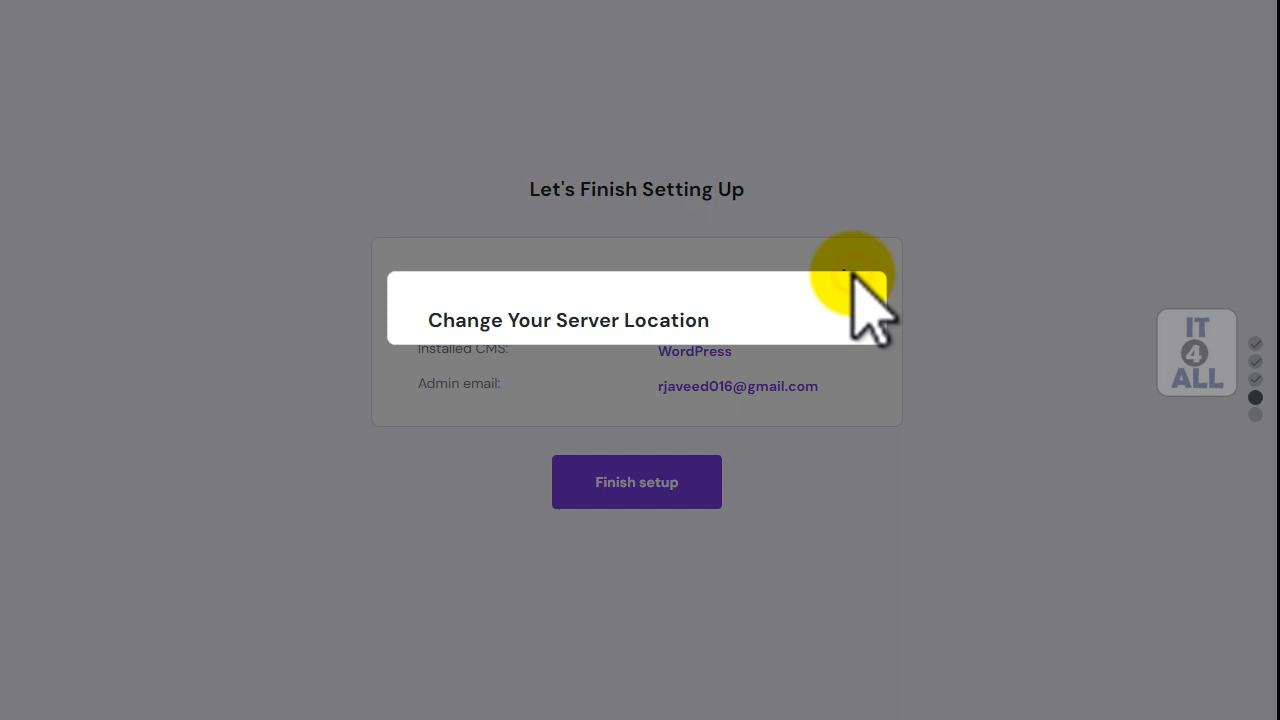 Let's Finish Setting Up
Change Your Server Location
Installed CMS:
WordPress
Admin email:
rjaveed016@gmail.com
Finish setup
IT
4
ALL